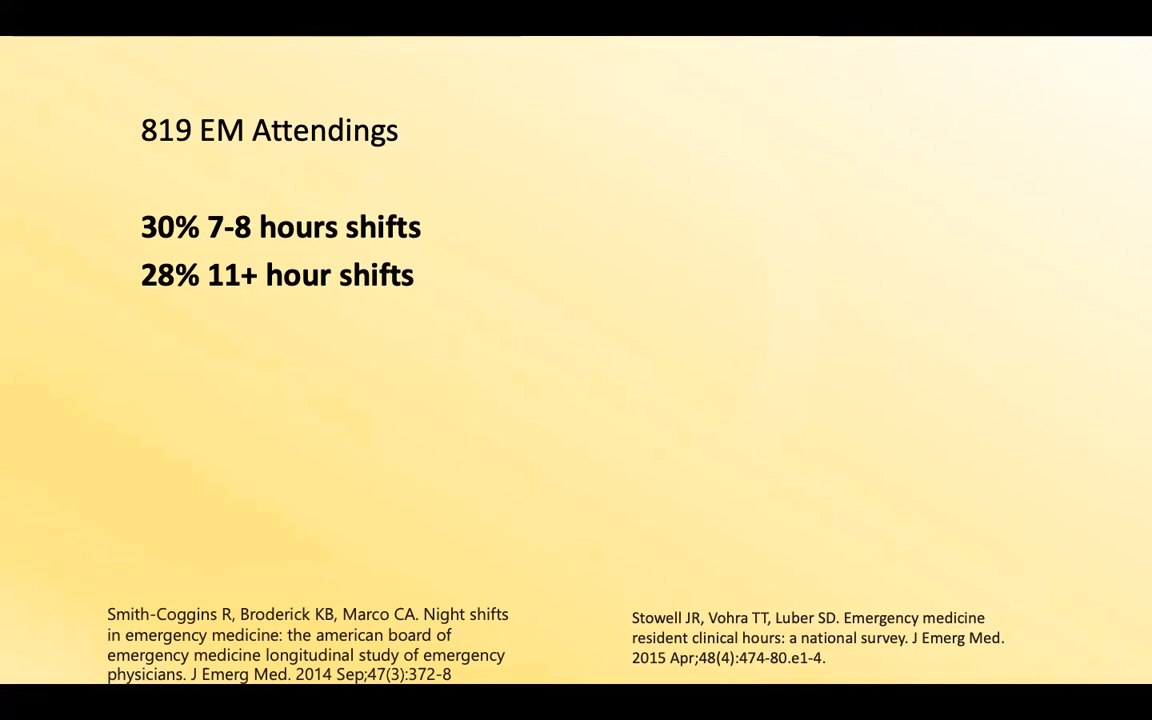 819 EM Attendings
30% 7-8 hours shifts
28% 11+ hour shifts
Smith-Coggins R, Broderick KB, Marco CA. Night shifts
in emergency medicine: the american board of
emergency medicine longitudinal study of emergency
physicians. J Emerg Med. 2014 Sep;47(3):372-8
Stowell JR, Vohra TT, Luber SD. Emergency medicine
resident clinical hours: a national survey. J Emerg Med.
2015 Apr;48(4):474-80.e1-4.